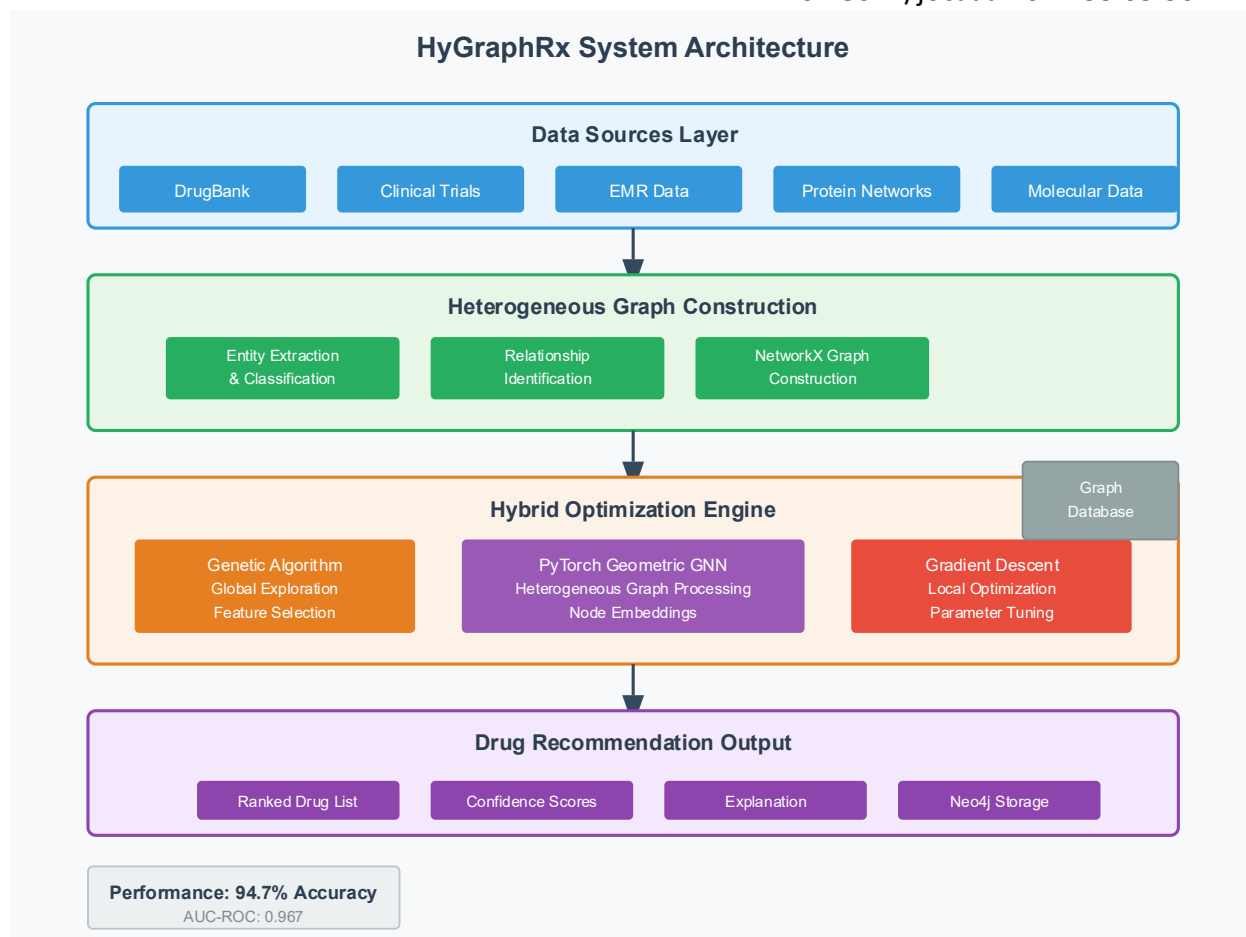 HyGraphRx System Architecture
Data Sources Layer
DrugBank
Clinical Trials
EMR Data
Protein Networks
Molecular Data
Heterogeneous Graph Construction
Entity Extraction
& Classification
Relationship
Identification
NetworkX Graph
Construction
Graph
Database
Hybrid Optimization Engine
Genetic Algorithm
Global Exploration
Feature Selection
PyTorch Geometric GNN
Heterogeneous Graph Processing
Node Embeddings
Gradient Descent
Local Optimization
Parameter Tuning
Drug Recommendation Output
Ranked Drug List
Confidence Scores
Explanation
Neo4j Storage
Performance: 94.7% Accuracy
AUC-ROC: 0.967